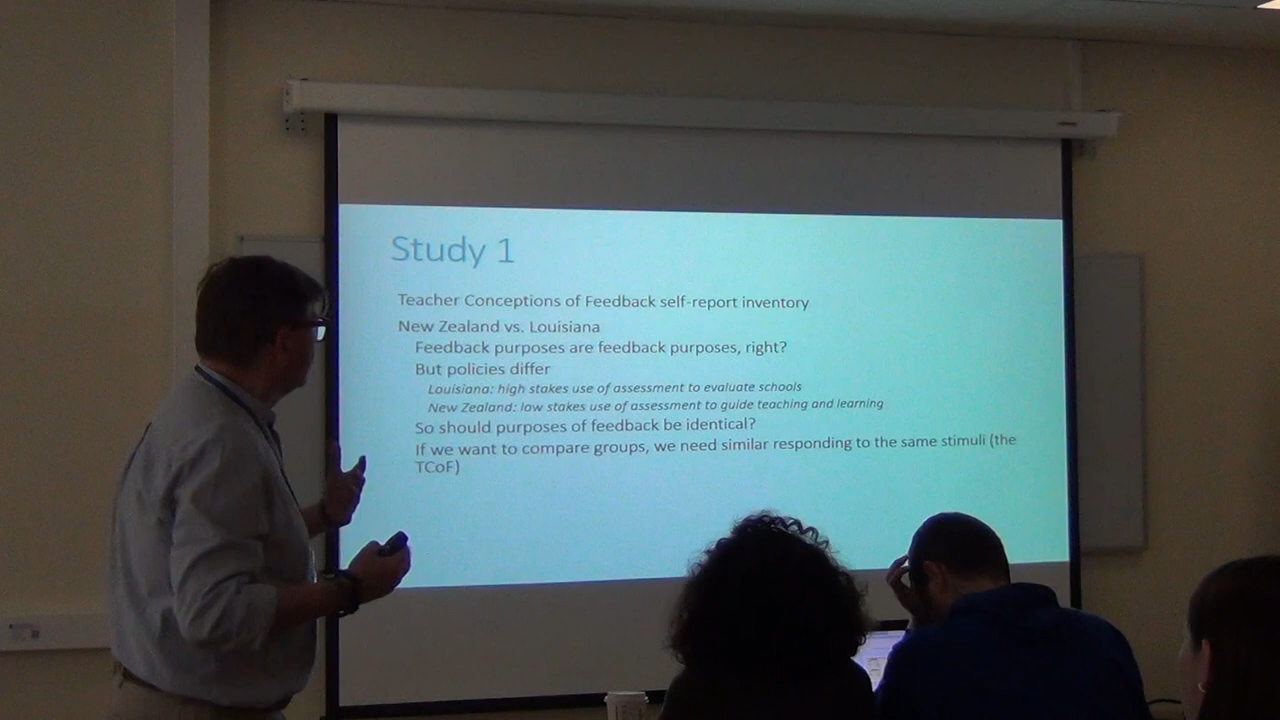 Study 1
Teacher Conceptions of Feedback self-report inventory
New Zealand vs. Louisiana
Feedback purposes are feedback purposes, right?
But policies differ
Louisiana: high stakes use of assessment to evaluate schools
New Zealand: low stakes use of assessment to guide teaching and learning
So should purposes of feedback be identical?
If we want to compare groups, we need similar responding to the same stimuli (the
TCoF)